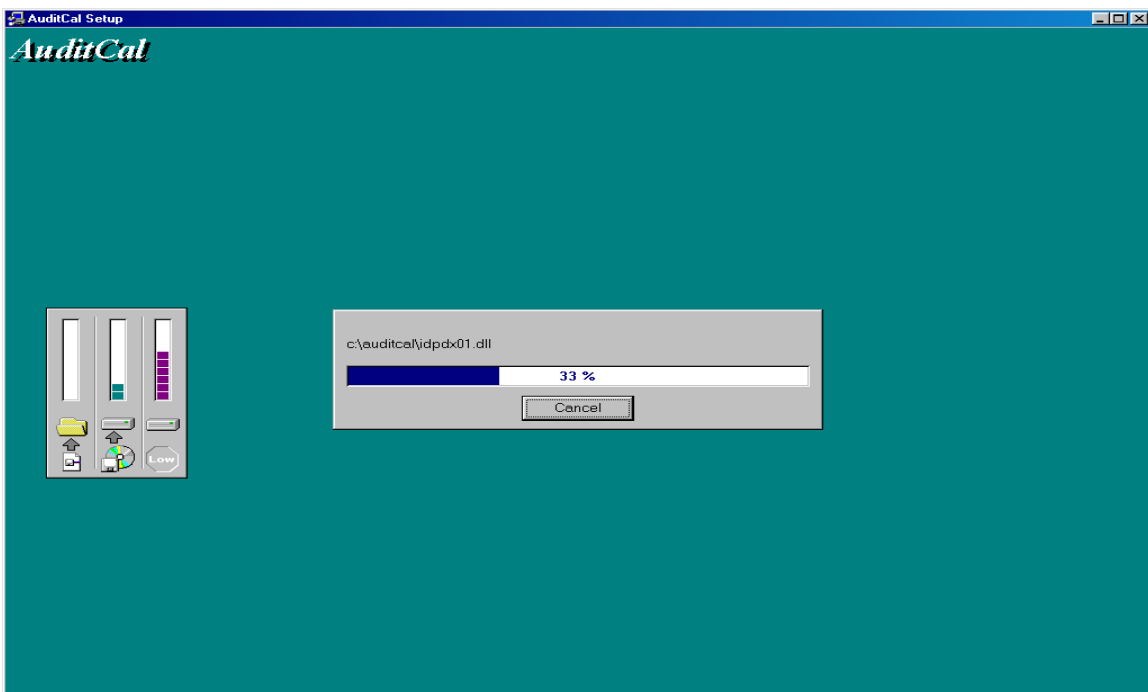 AuditCal Setup
AuditCal
c:\auditcal\idpdx01.dll
33 %
Cancel
Low